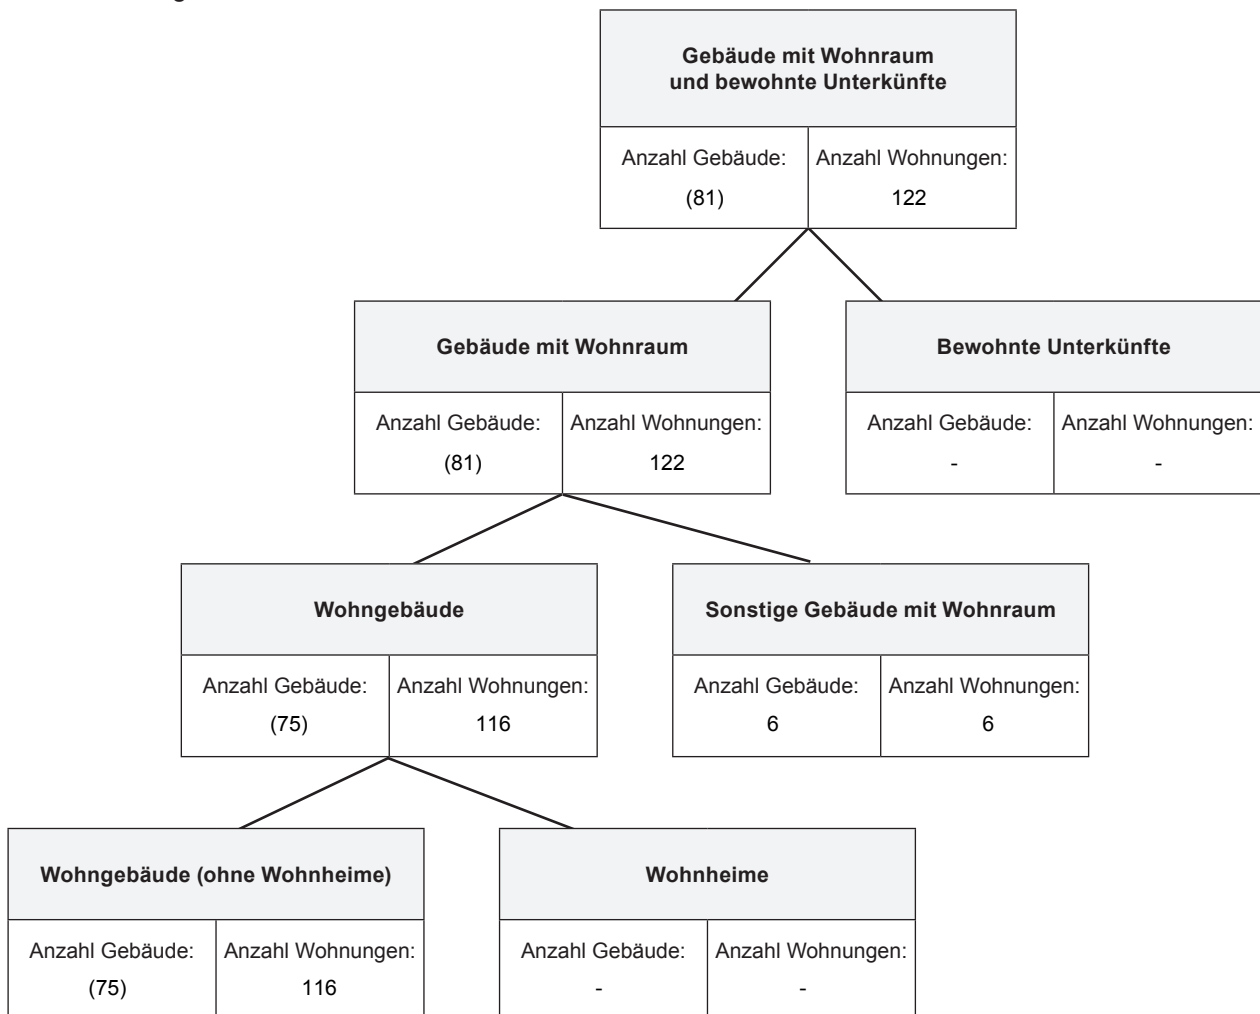 Gebäude mit Wohnraum
und bewohnte Unterkünfte
Anzahl Gebäude: Anzahl Wohnungen:
(81) 122
Gebäude mit Wohnraum
Anzahl Gebäude: Anzahl Wohnungen:
(81) 122
Bewohnte Unterkünfte
Anzahl Gebäude: Anzahl Wohnungen:
- -
Wohngebäude
Anzahl Gebäude: Anzahl Wohnungen:
(75) 116
Sonstige Gebäude mit Wohnraum
Anzahl Gebäude: Anzahl Wohnungen:
6 6
Wohngebäude (ohne Wohnheime)
Anzahl Gebäude: Anzahl Wohnungen:
(75) 116
Wohnheime
Anzahl Gebäude: Anzahl Wohnungen:
- -